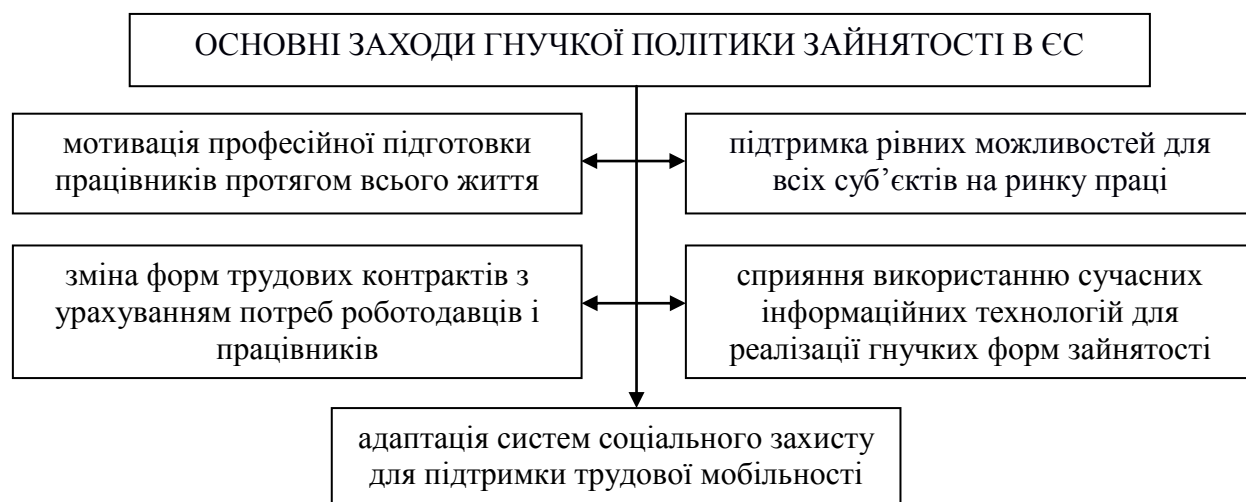 ОСНОВНІ ЗАХОДИ ГНУЧКОЇ ПОЛІТИКИ ЗАЙНЯТОСТІ В ЄС
мотивація професійної підготовки
працівників протягом всього життя
підтримка рівних можливостей для
всіх суб’єктів на ринку праці
зміна форм трудових контрактів з
урахуванням потреб роботодавців і
працівників
сприяння використанню сучасних
інформаційних технологій для
реалізації гнучких форм зайнятості
адаптація систем соціального захисту
для підтримки трудової мобільності